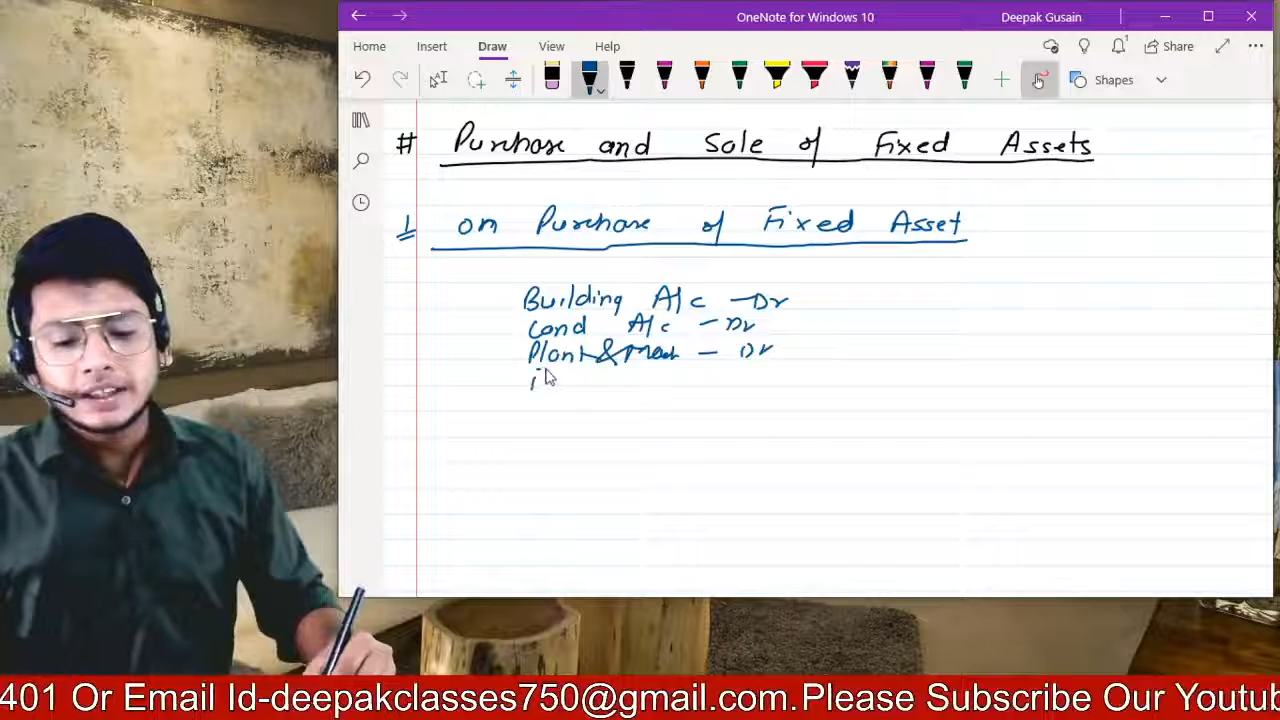 OneNote for Windows 10 Deepak Gusain
Home Insert Draw View Help Share
Shapes
# Purchase and Sale of Fixed Assets
1 on Purchase of Fixed Asset
Building A/c - Dr
Land A/c - Dr
Plant & Mach - Dr
401 Or Email Id-deepakclasses750@gmail.com.Please Subscribe Our Youtub